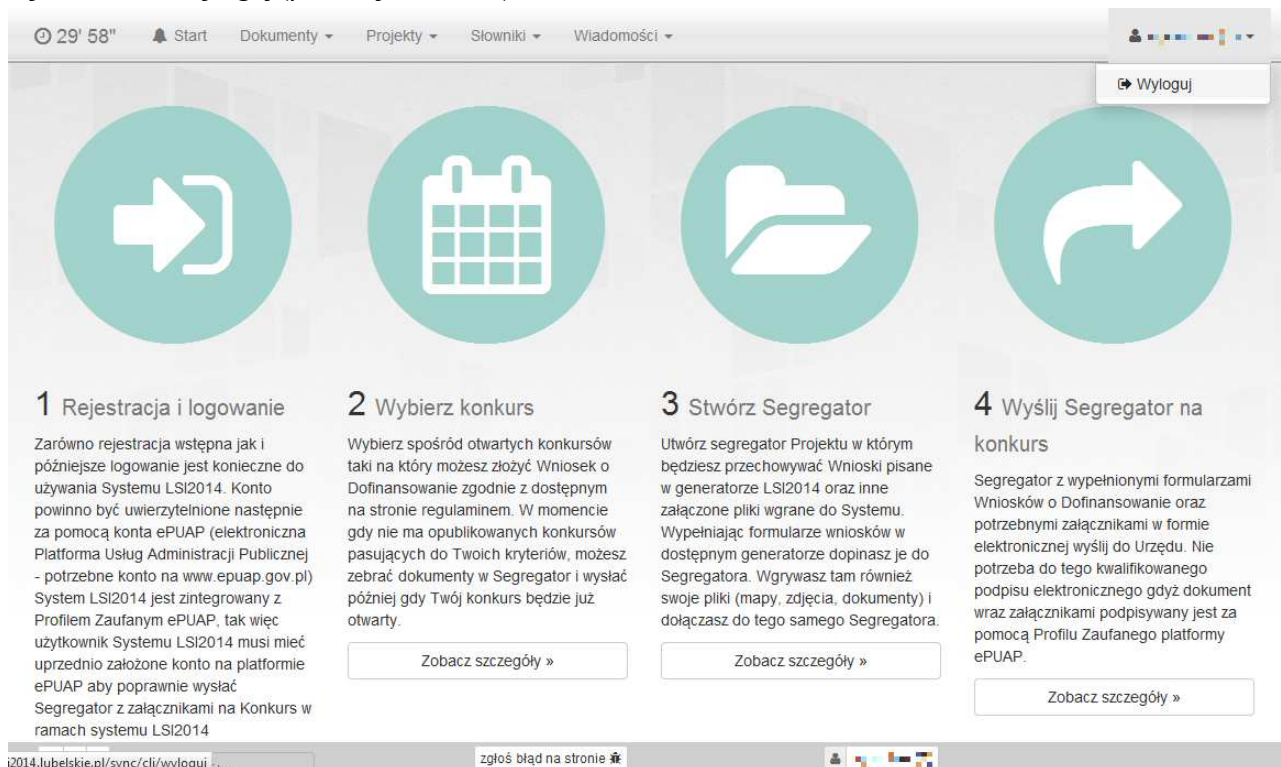 29' 58" Start Dokumenty Projekty Słowniki Wiadomości
Wyloguj
1 Rejestracja i logowanie
Zarówno rejestracja wstępna jak i
późniejsze logowanie jest konieczne do
używania Systemu LSI2014. Konto
powinno być uwierzytelnione następnie
za pomocą konta ePUAP (elektroniczna
Platforma Usług Administracji Publicznej
- potrzebne konto na www.epuap.gov.pl)
System LSI2014 jest zintegrowany z
Profilem Zaufanym ePUAP, tak więc
użytkownik Systemu LSI2014 musi mieć
uprzednio założone konto na platformie
ePUAP aby poprawnie wysłać
Segregator z załącznikami na Konkurs w
ramach systemu LSI2014
2 Wybierz konkurs
Wybierz spośród otwartych konkursów
taki na który możesz złożyć Wniosek o
Dofinansowanie zgodnie z dostępnym
na stronie regulaminem. W momencie
gdy nie ma opublikowanych konkursów
pasujących do Twoich kryteriów, możesz
zebrać dokumenty w Segregator i wysłać
później gdy Twój konkurs będzie już
otwarty.
Zobacz szczegóły »
3 Stwórz Segregator
Utwórz segregator Projektu w którym
będziesz przechowywać Wnioski pisane
w generatorze LSI2014 oraz inne
załączone pliki wgrane do Systemu.
Wypełniając formularze wniosków w
dostępnym generatorze dopinasz je do
Segregatora. Wgrywasz tam również
swoje pliki (mapy, zdjęcia, dokumenty) i
dołączasz do tego samego Segregatora.
Zobacz szczegóły »
4 Wyślij Segregator na
konkurs
Segregator z wypełnionymi formularzami
Wniosków o Dofinansowanie oraz
potrzebnymi załącznikami w formie
elektronicznej wyślij do Urzędu. Nie
potrzeba do tego kwalifikowanego
podpisu elektronicznego gdyż dokument
wraz załącznikami podpisywany jest za
pomocą Profilu Zaufanego platformy
ePUAP.
Zobacz szczegóły »
2014.lubelskie.pl/sync/cli/wyloguj
zgłoś błąd na stronie